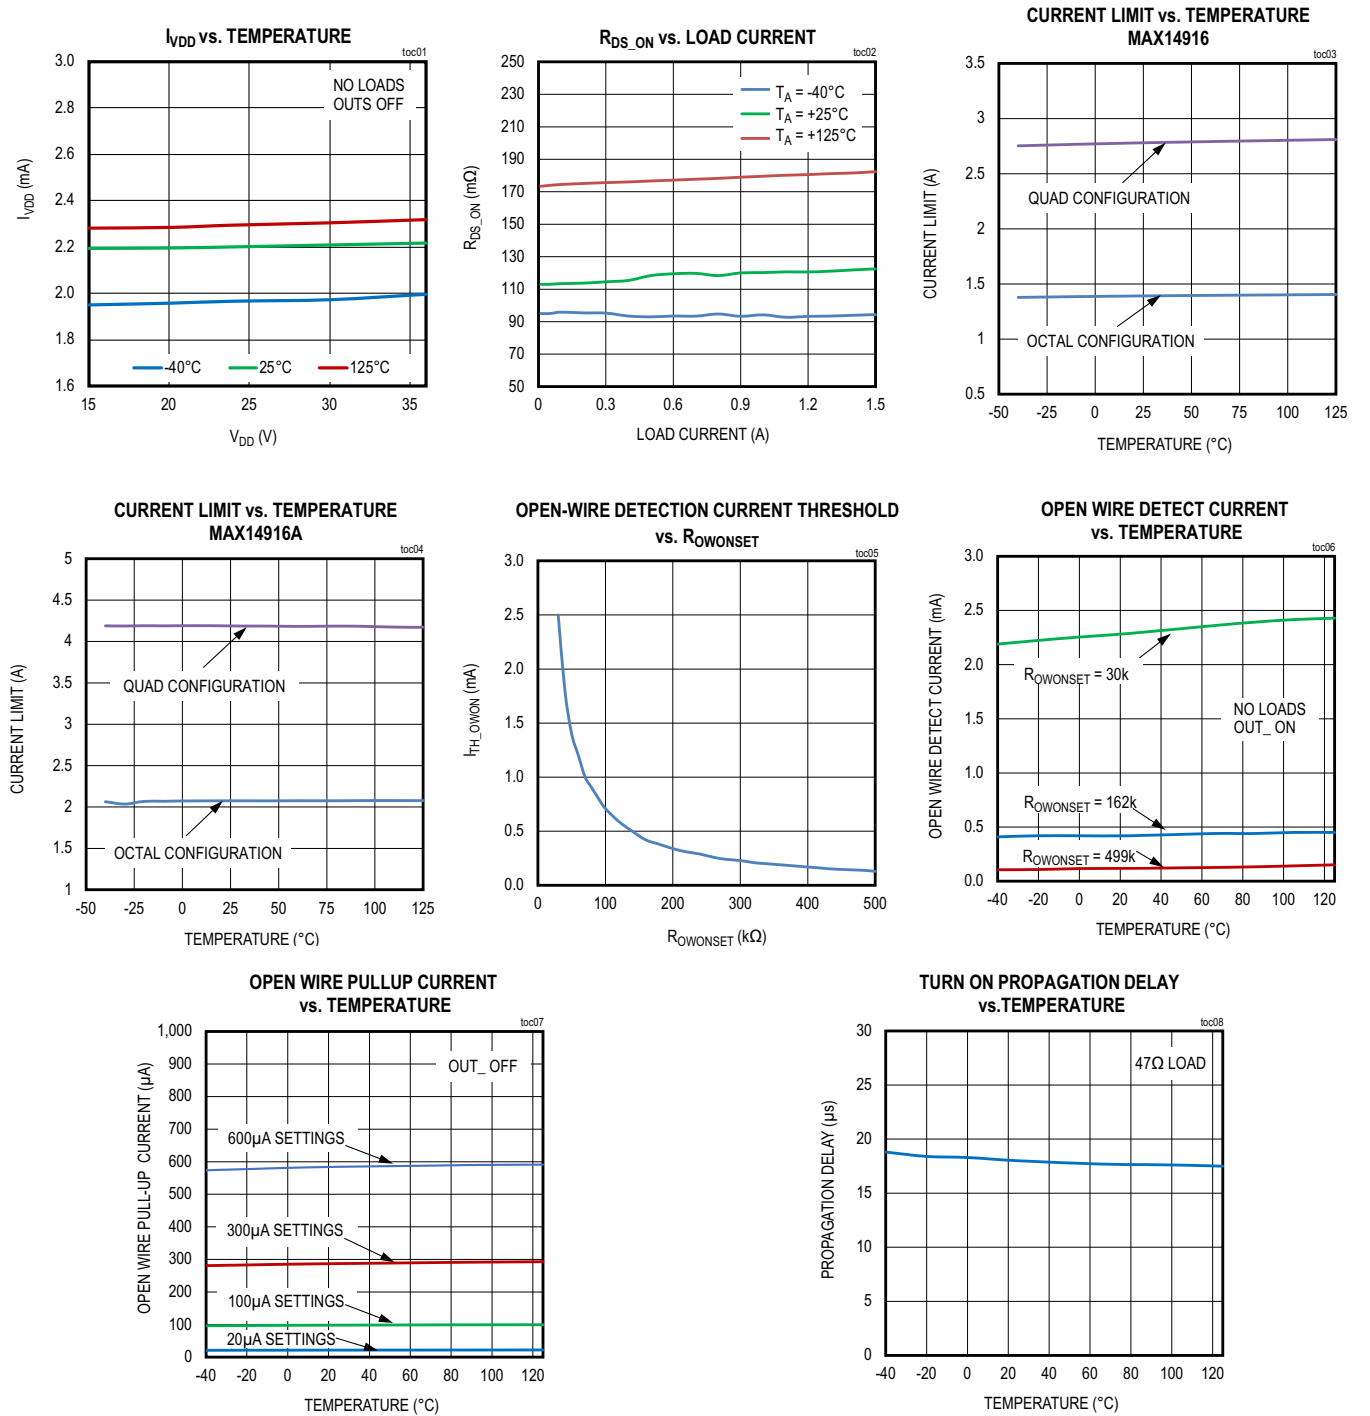 I_VDD vs. TEMPERATURE
toc01
3.0
2.8
2.6
2.4
2.2
2.0
1.8
1.6
I_VDD (mA)
NO LOADS
OUTS OFF
-40°C 25°C 125°C
15 20 25 30 35
V_DD (V)
R_DS_ON vs. LOAD CURRENT
toc02
250
230
210
190
170
150
130
110
90
70
50
R_DS_ON (mΩ)
T_A = -40°C
T_A = +25°C
T_A = +125°C
0 0.3 0.6 0.9 1.2 1.5
LOAD CURRENT (A)
CURRENT LIMIT vs. TEMPERATURE
MAX14916
toc03
3.5
3
2.5
2
1.5
1
0.5
CURRENT LIMIT (A)
QUAD CONFIGURATION
OCTAL CONFIGURATION
-50 -25 0 25 50 75 100 125
TEMPERATURE (°C)
CURRENT LIMIT vs. TEMPERATURE
MAX14916A
toc04
5
4.5
4
3.5
3
2.5
2
1.5
1
CURRENT LIMIT (A)
QUAD CONFIGURATION
OCTAL CONFIGURATION
-50 -25 0 25 50 75 100 125
TEMPERATURE (°C)
OPEN-WIRE DETECTION CURRENT THRESHOLD
vs. R_OWONSET
toc05
3.0
2.5
2.0
1.5
1.0
0.5
0.0
I_TH_OWON (mA)
0 100 200 300 400 500
R_OWONSET (kΩ)
OPEN WIRE DETECT CURRENT
vs. TEMPERATURE
toc06
3.0
2.5
2.0
1.5
1.0
0.5
0.0
OPEN WIRE DETECT CURRENT (mA)
R_OWONSET = 30k
NO LOADS
OUT_ ON
R_OWONSET = 162k
R_OWONSET = 499k
-40 -20 0 20 40 60 80 100 120
TEMPERATURE (°C)
OPEN WIRE PULLUP CURRENT
vs. TEMPERATURE
toc07
1,000
900
800
700
600
500
400
300
200
100
0
OPEN WIRE PULL-UP CURRENT (µA)
OUT_ OFF
600µA SETTINGS
300µA SETTINGS
100µA SETTINGS
20µA SETTINGS
-40 -20 0 20 40 60 80 100 120
TEMPERATURE (°C)
TURN ON PROPAGATION DELAY
vs.TEMPERATURE
toc08
30
25
20
15
10
5
0
PROPAGATION DELAY (µs)
47Ω LOAD
-40 -20 0 20 40 60 80 100 120
TEMPERATURE (°C)